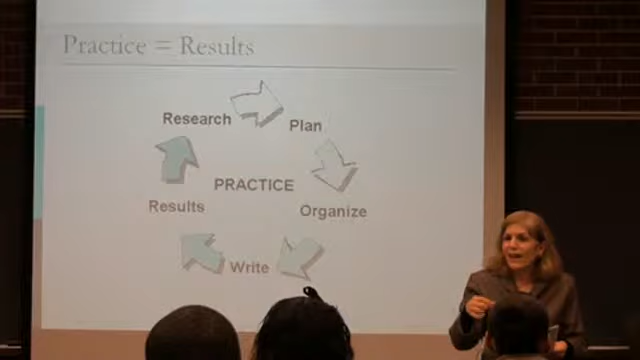 Practice = Results
Research
Plan
PRACTICE
Results
Organize
Write